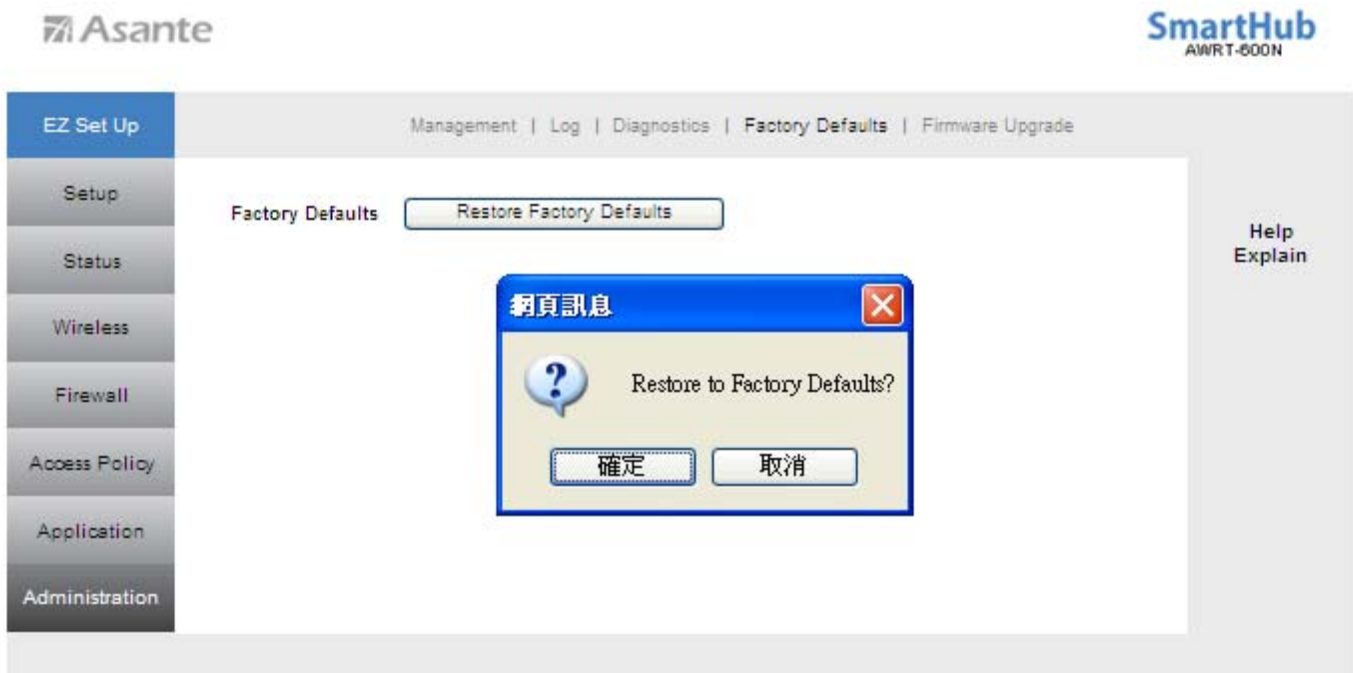 Asante
SmartHub
AWRT-600N
EZ Set Up
Management | Log | Diagnostics | Factory Defaults | Firmware Upgrade
Setup
Status
Wireless
Firewall
Access Policy
Application
Administration
Factory Defaults
Restore Factory Defaults
Help
Explain
網頁訊息
Restore to Factory Defaults?
確定
取消